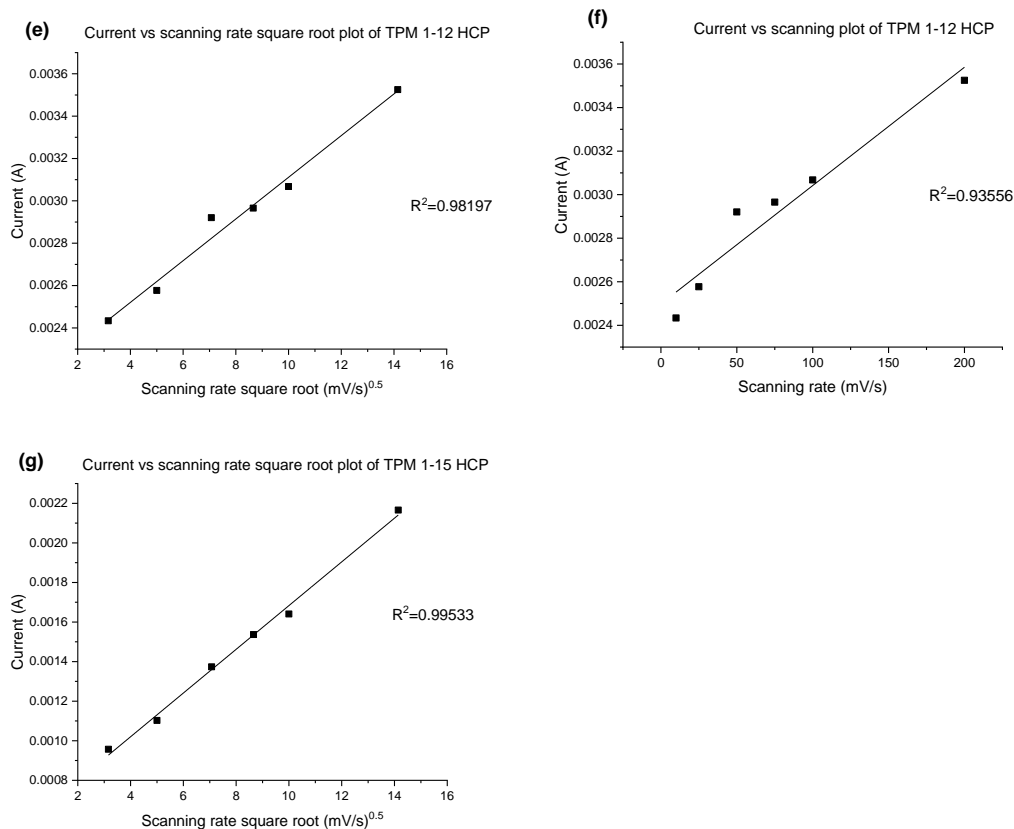 (e)
Current vs scanning rate square root plot of TPM 1-12 HCP
0.0036
0.0034
0.0032
0.0030
0.0028
0.0026
0.0024
Current (A)
R²=0.98197
2 4 6 8 10 12 14 16
Scanning rate square root (mV/s)⁰·⁵
(f)
Current vs scanning plot of TPM 1-12 HCP
0.0036
0.0034
0.0032
0.0030
0.0028
0.0026
0.0024
Current (A)
R²=0.93556
0 50 100 150 200
Scanning rate (mV/s)
(g)
Current vs scanning rate square root plot of TPM 1-15 HCP
0.0022
0.0020
0.0018
0.0016
0.0014
0.0012
0.0010
0.0008
Current (A)
R²=0.99533
2 4 6 8 10 12 14 16
Scanning rate square root (mV/s)⁰·⁵